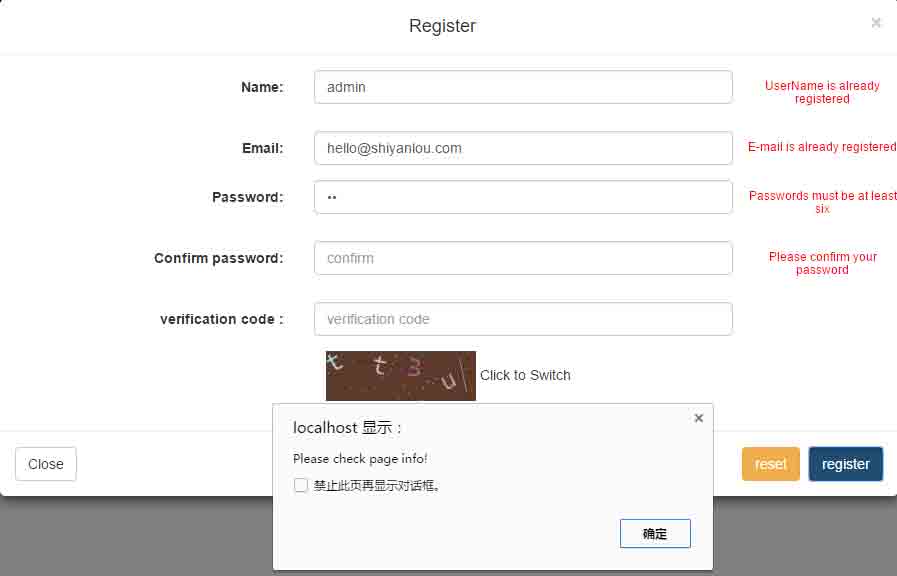 Register
×
Name:
admin
UserName is already
registered
Email:
hello@shiyanlou.com
E-mail is already registered
Password:
••
Passwords must be at least
six
Confirm password:
confirm
Please confirm your
password
verification code :
verification code
t t 3 u
Click to Switch
localhost 显示：
×
Please check page info!
禁止此页再显示对话框。
确定
Close
reset
register